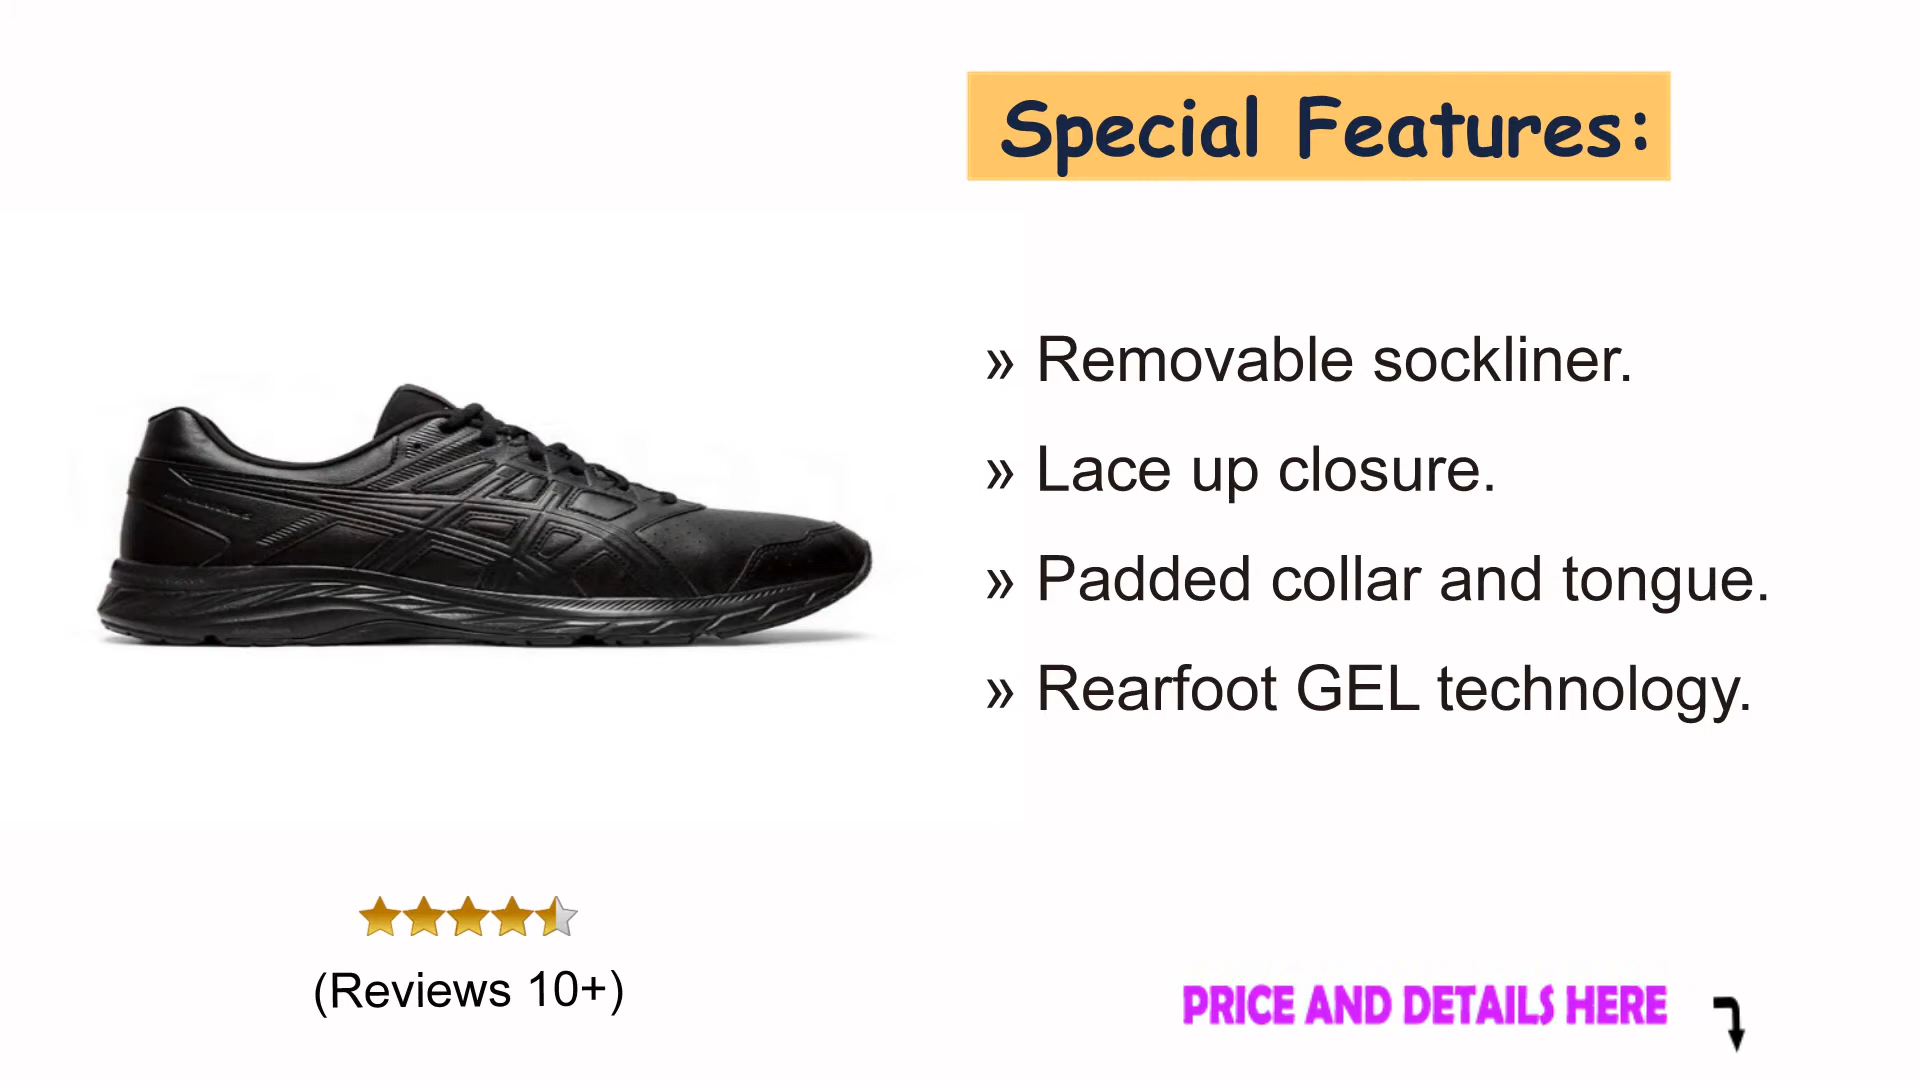 Special Features:
» Removable sockliner.
» Lace up closure.
» Padded collar and tongue.
» Rearfoot GEL technology.
(Reviews 10+)
PRICE AND DETAILS HERE